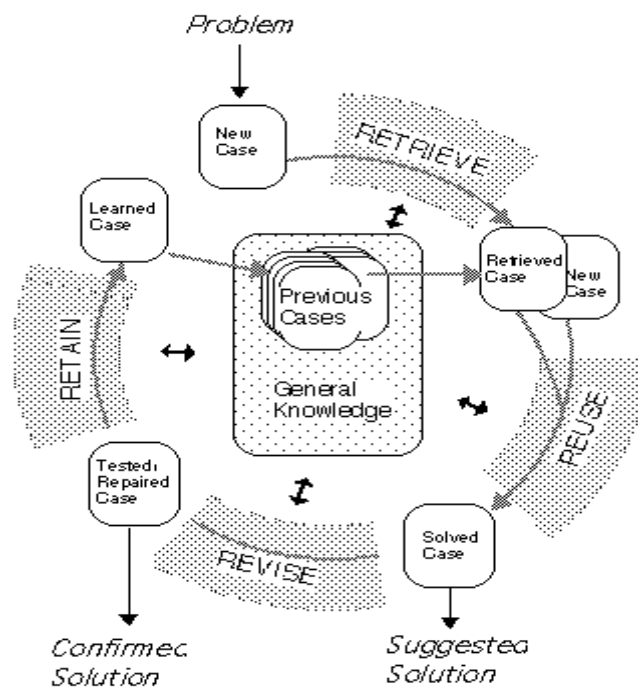 Problem
New
Case
RETRIEVE
Learned
Case
Retrieved
Case
New
Case
Previous
Cases
General
Knowledge
RETAIN
REUSE
Tested/
Repaired
Case
REVISE
Solved
Case
Confirmed
Solution
Suggested
Solution